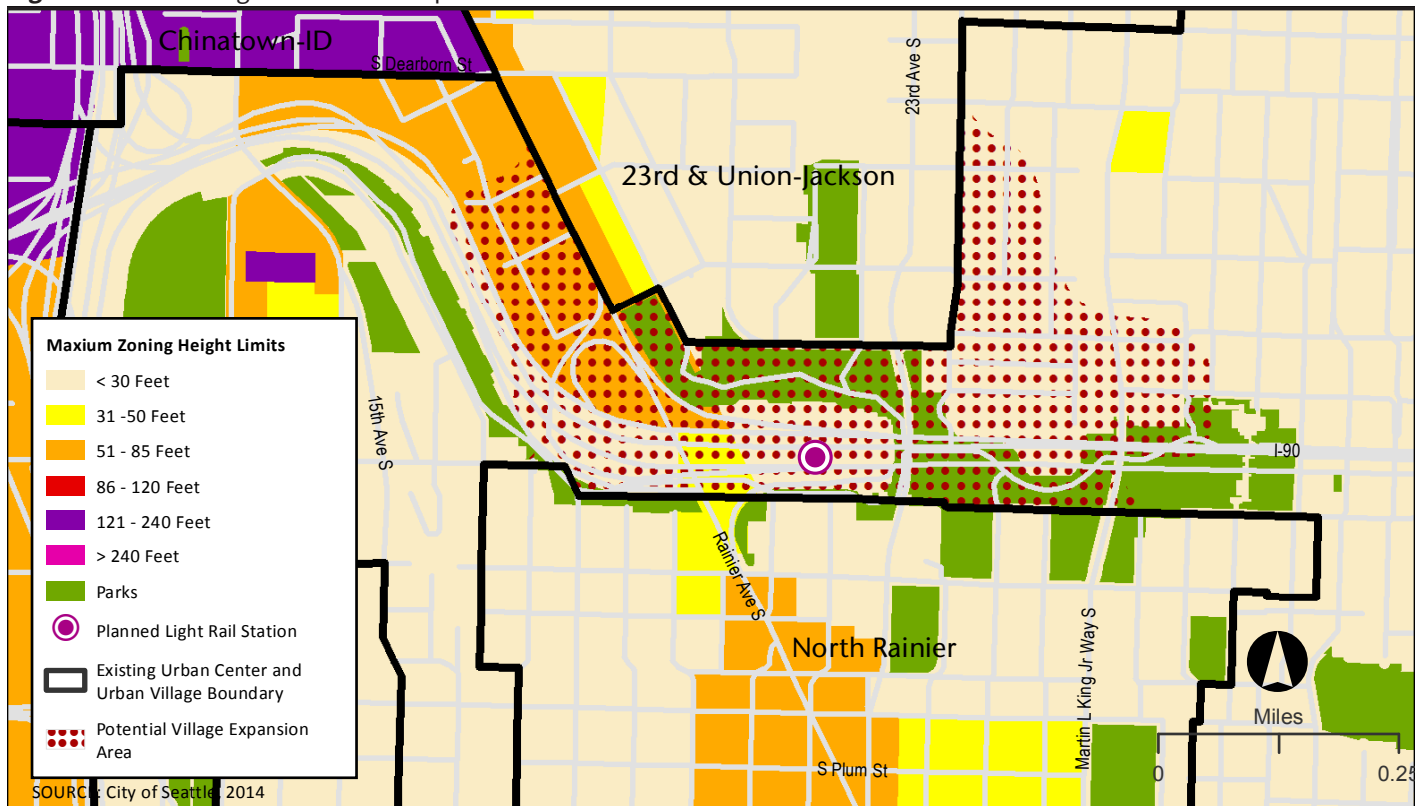 Chinatown-ID
S Dearborn St
23rd Ave S
23rd & Union-Jackson
Maxium Zoning Height Limits
< 30 Feet
31 -50 Feet
51 - 85 Feet
86 - 120 Feet
121 - 240 Feet
> 240 Feet
Parks
Planned Light Rail Station
Existing Urban Center and
Urban Village Boundary
Potential Village Expansion
Area
15th Ave S
I-90
Rainier Ave S
North Rainier
Martin L King Jr Way S
S Plum St
Miles
0
0.25
SOURCE: City of Seattle, 2014